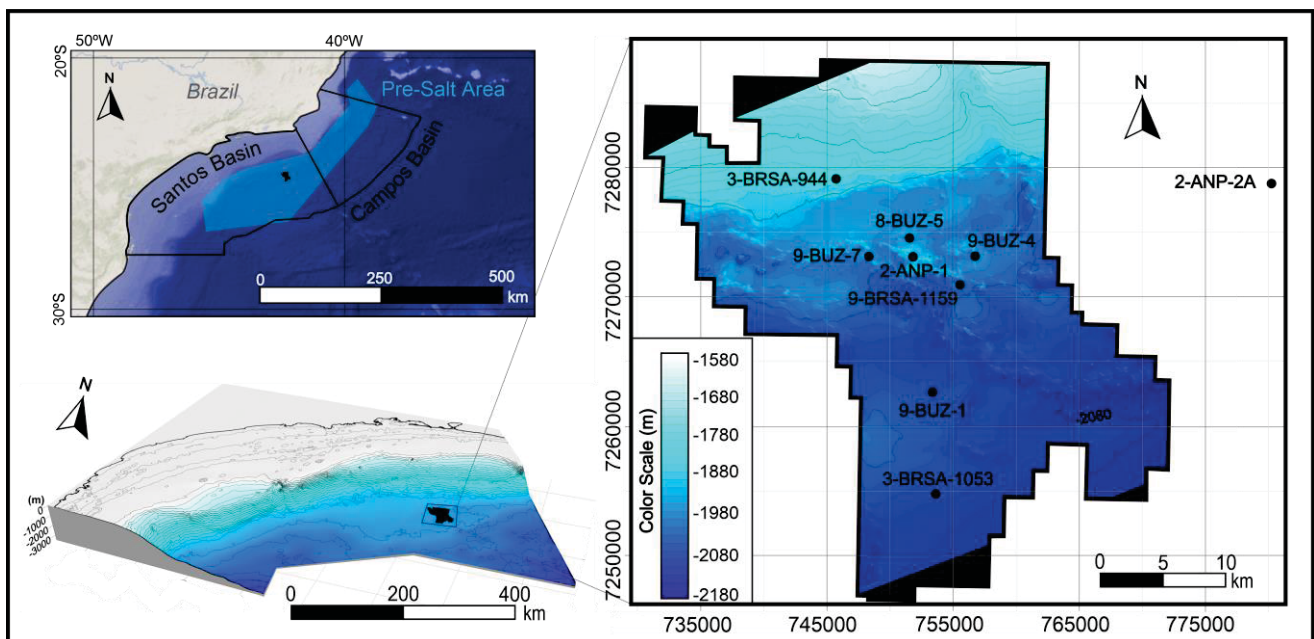 50°W
40°W
20°S
N
Brazil
Pre-Salt Area
Santos Basin
Campos Basin
0
250
500
km
30°S
N
(m)
0
-1000
-2000
-3000
0
200
400
km
N
7280000
7270000
7260000
7250000
3-BRSA-944
2-ANP-2A
8-BUZ-5
9-BUZ-7
9-BUZ-4
2-ANP-1
9-BRSA-1159
9-BUZ-1
-2080
3-BRSA-1053
Color Scale (m)
-1580
-1680
-1780
-1880
-1980
-2080
-2180
0
5
10
km
735000
745000
755000
765000
775000